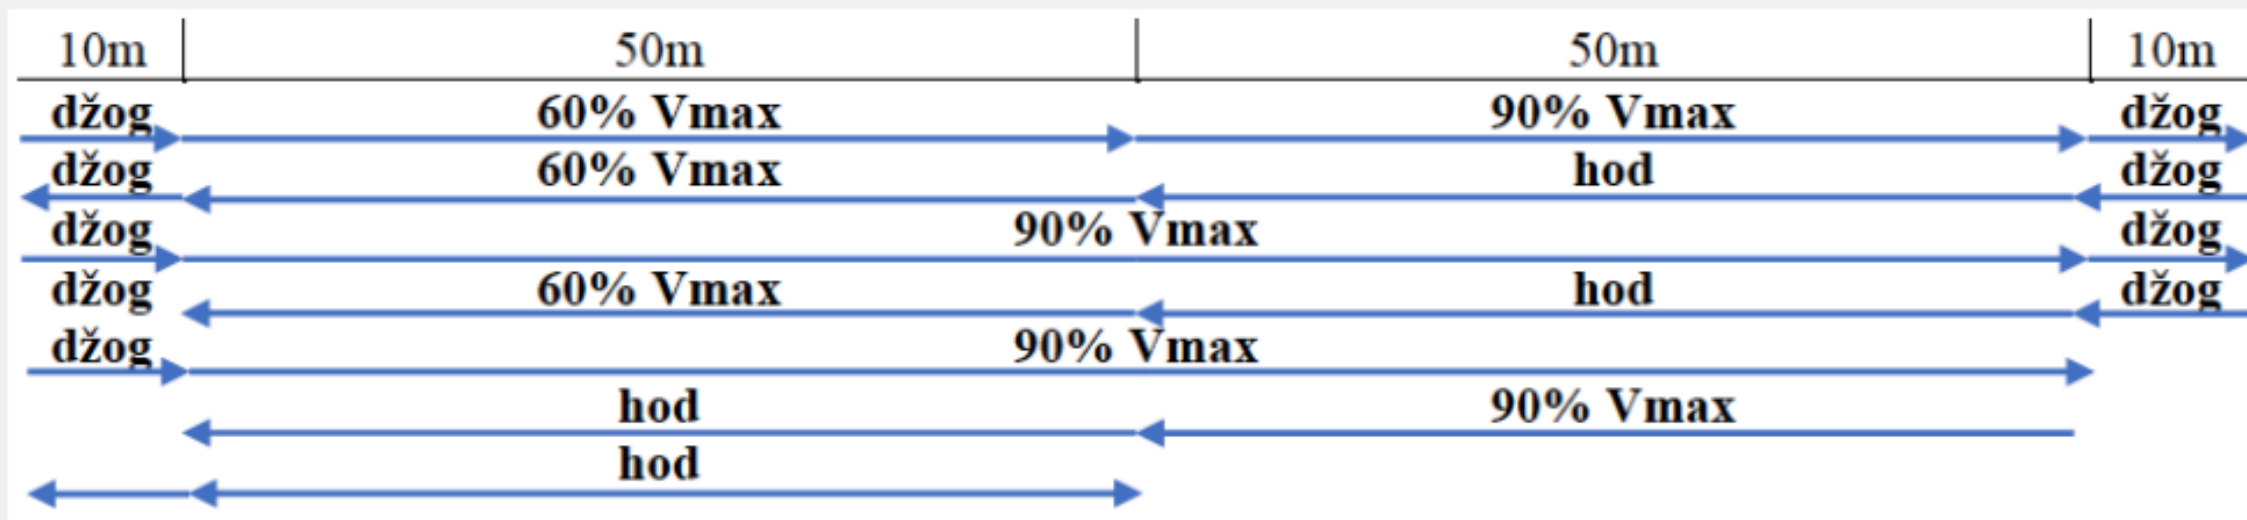 10m 50m 50m 10m
džog 60% Vmax 90% Vmax džog
džog 60% Vmax hod džog
džog 90% Vmax džog
džog 60% Vmax hod džog
džog 90% Vmax
hod 90% Vmax
hod